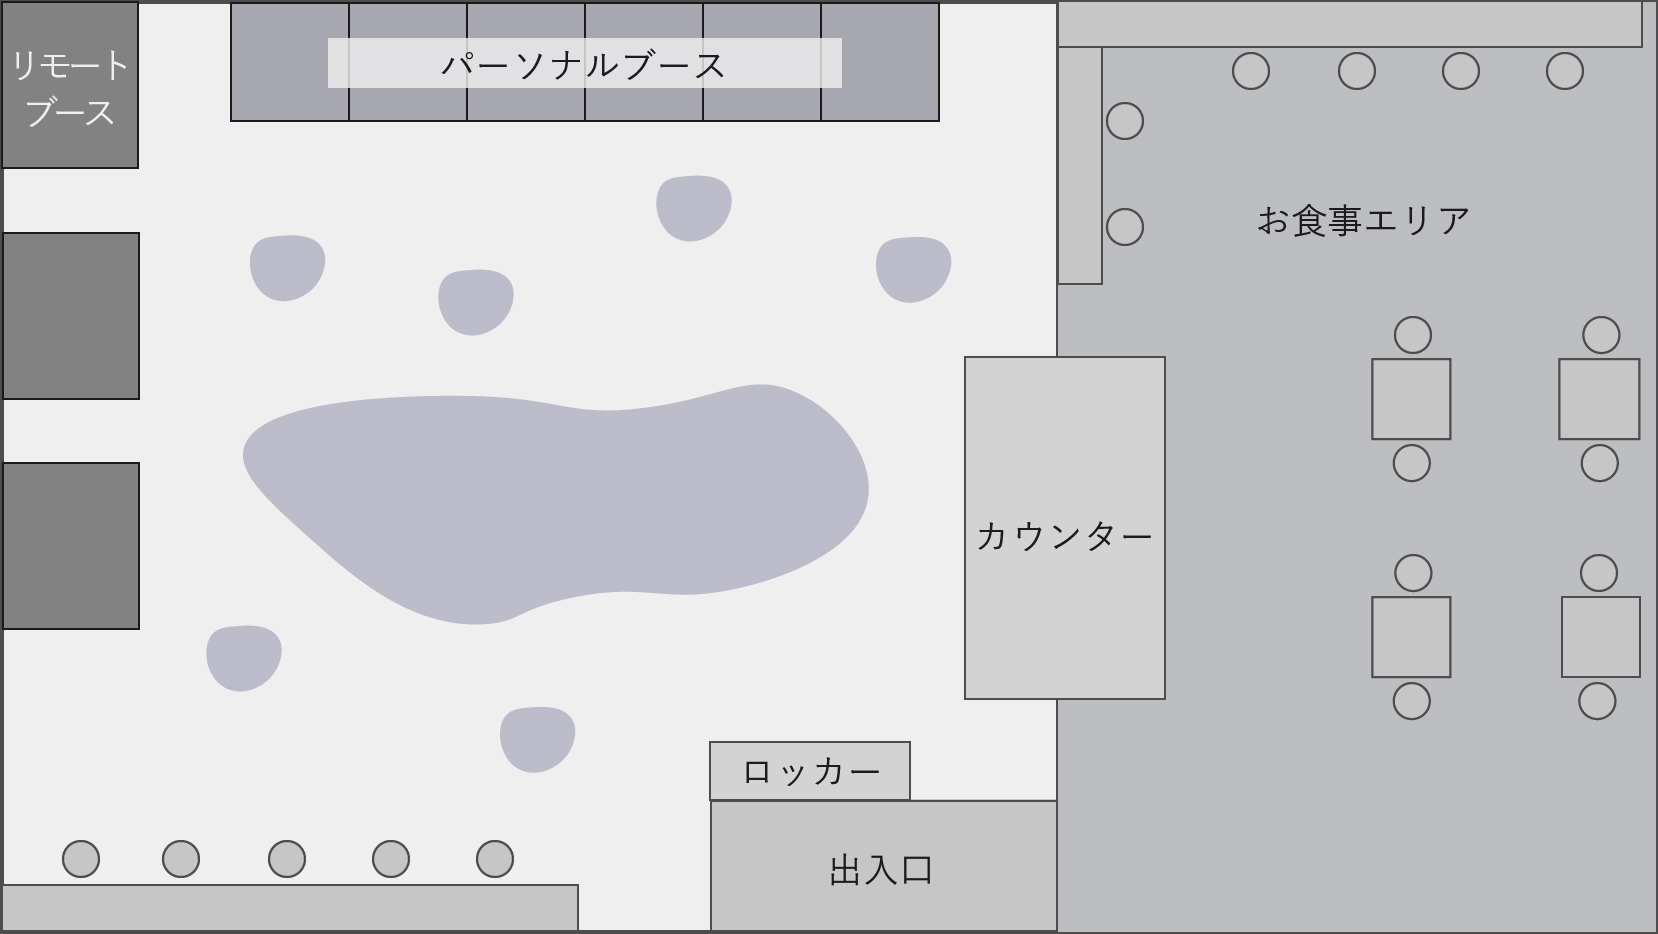 リモート
ブース
パーソナルブース
お食事エリア
カウンター
ロッカー
出入口